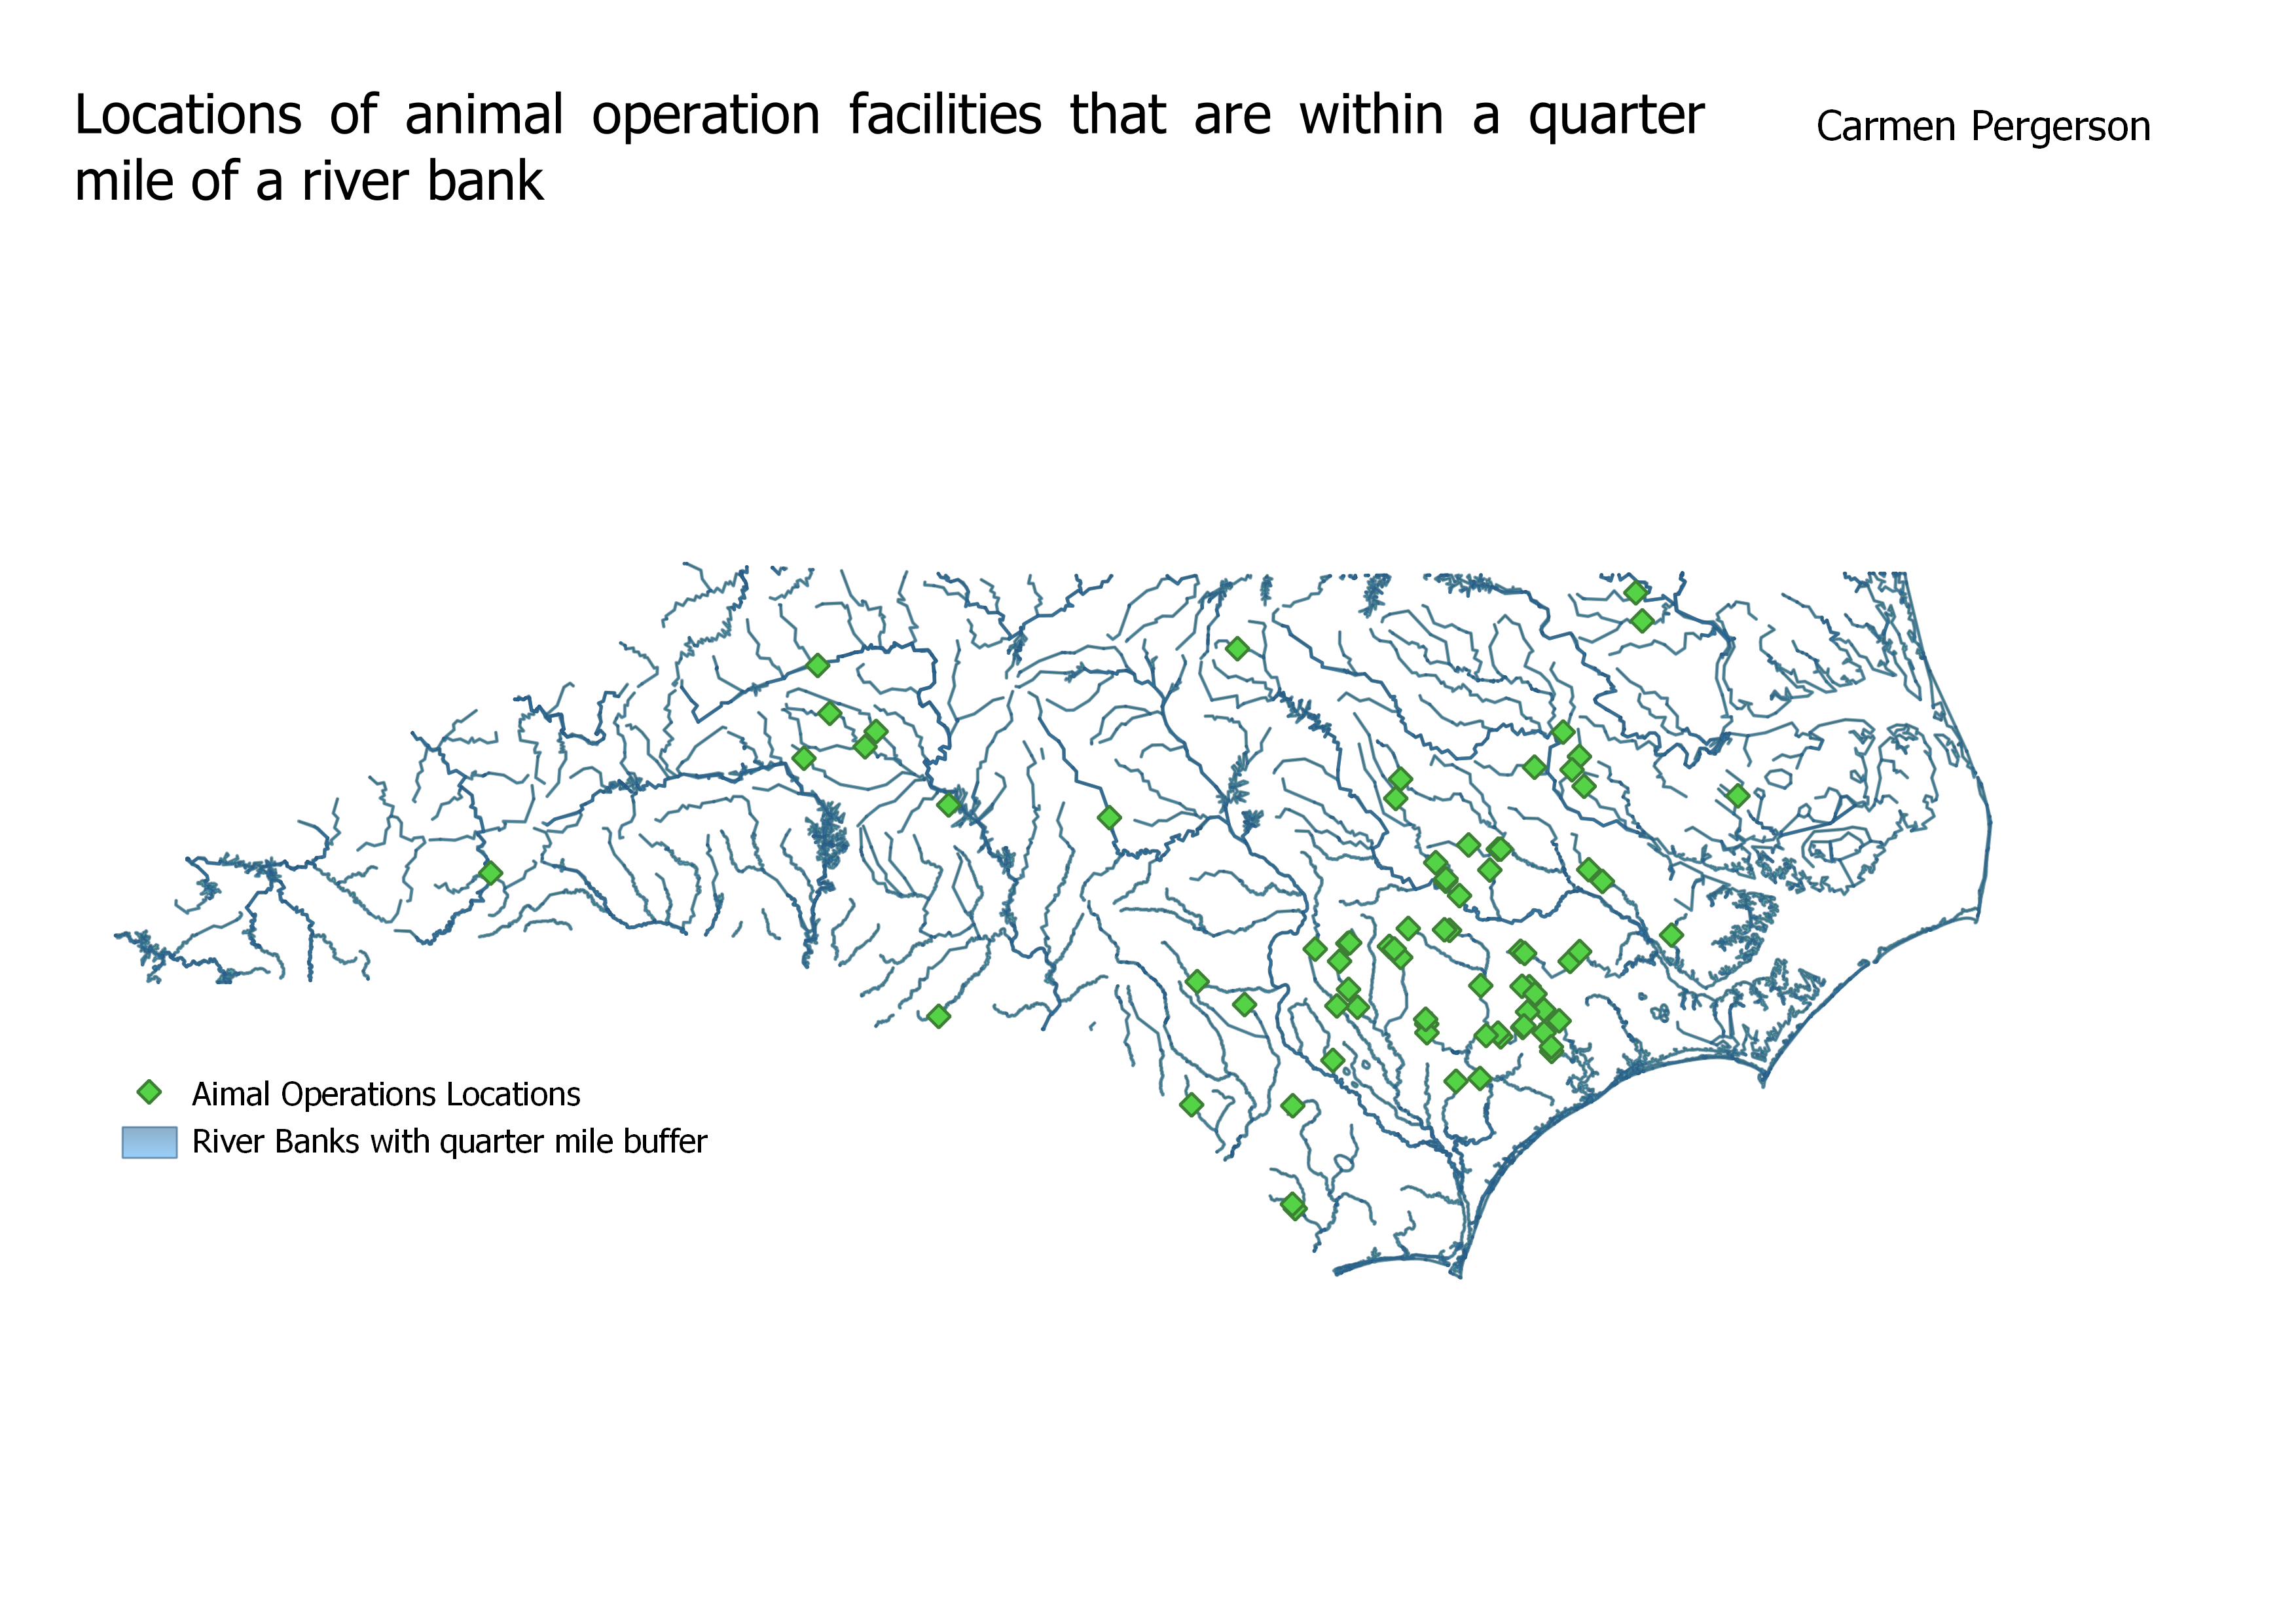 Locations of animal operation facilities that are within a quarter
mile of a river bank
Carmen Pergerson
Aimal Operations Locations
River Banks with quarter mile buffer